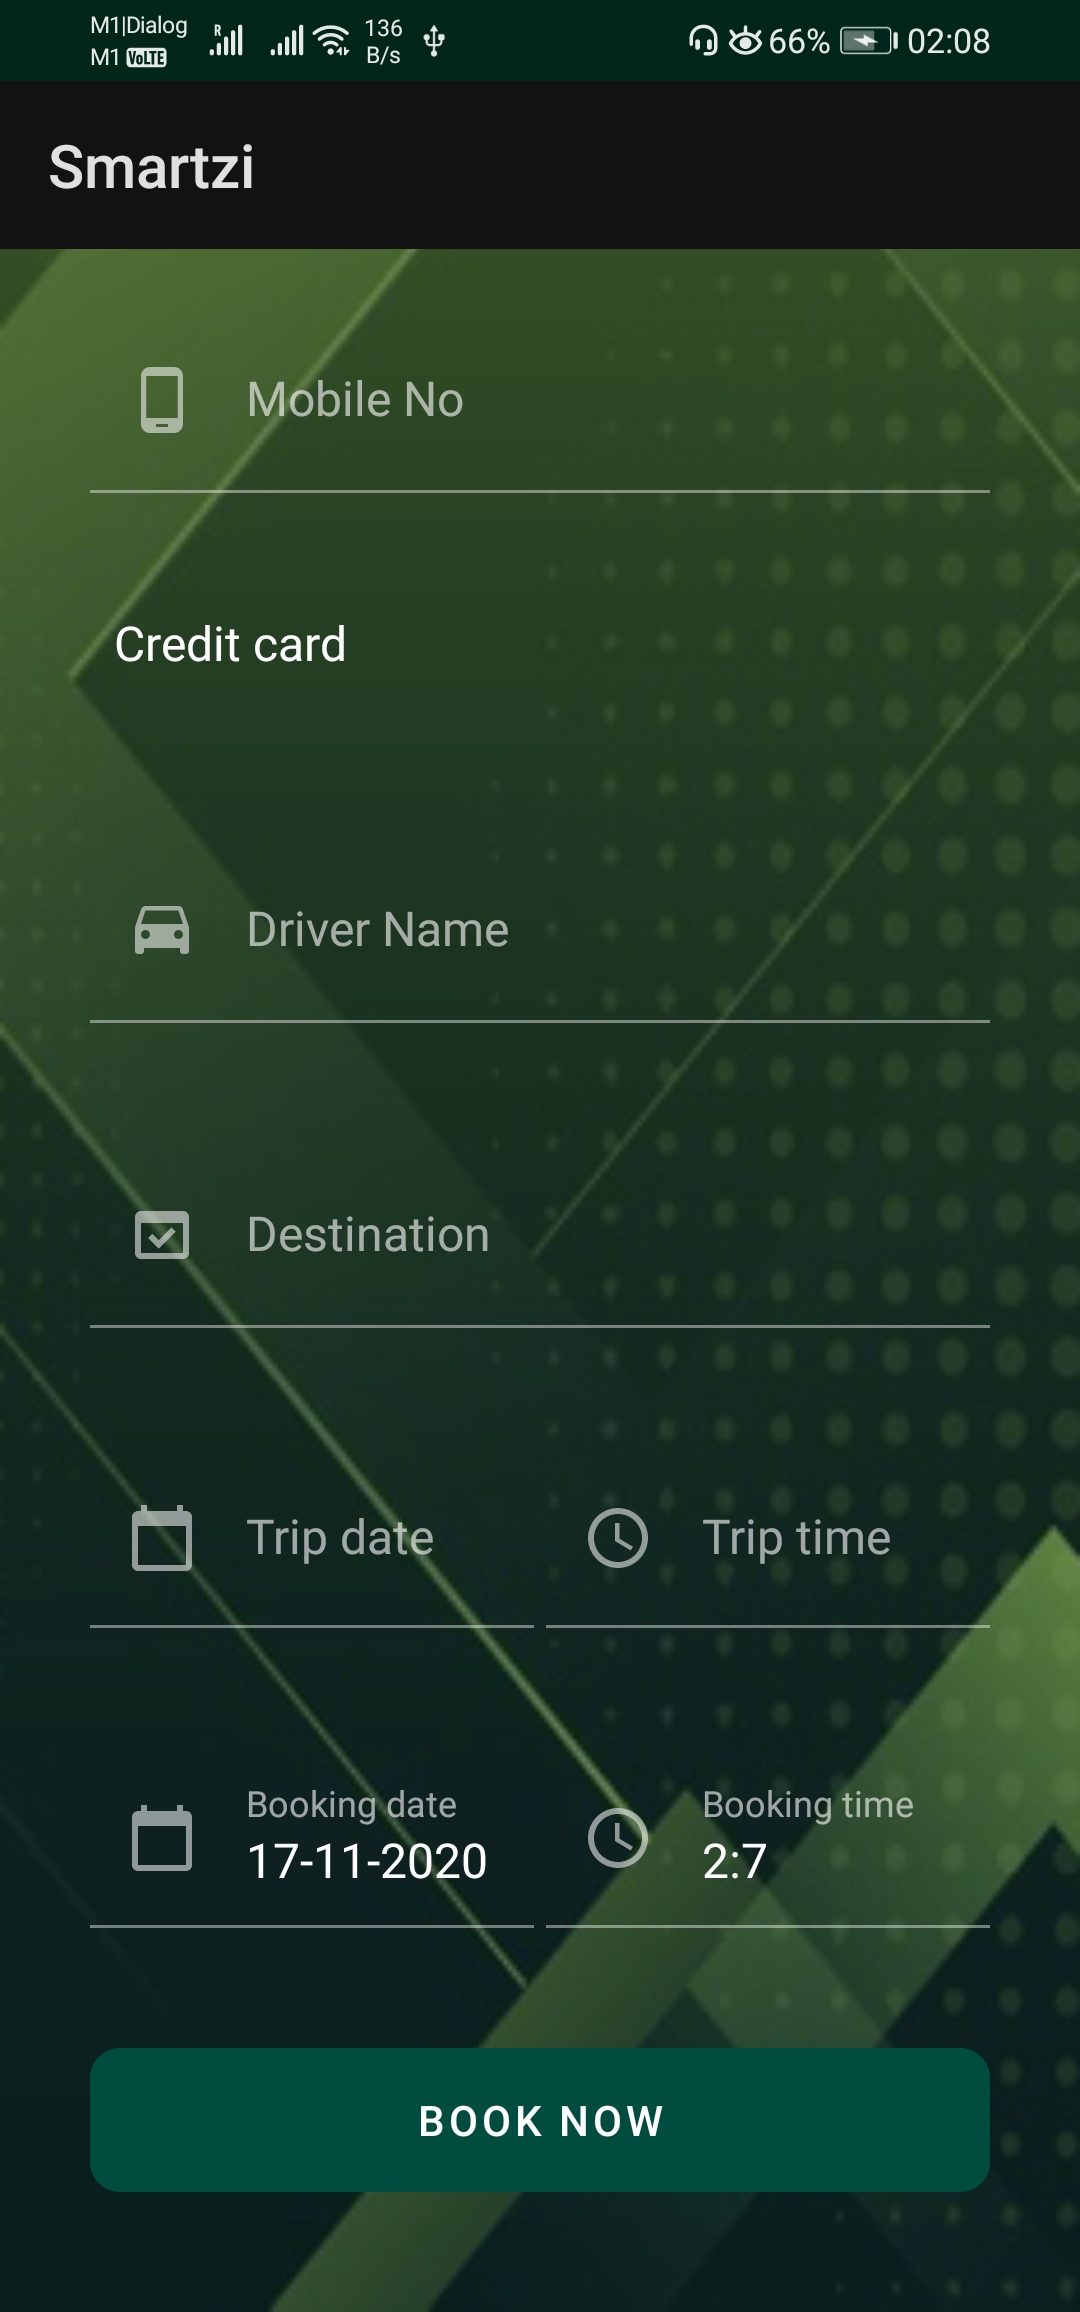 M1|Dialog
M1 VoLTE
R
136
B/s
66%
02:08
Smartzi
Mobile No
Credit card
Driver Name
Destination
Trip date
Trip time
Booking date
Booking time
17-11-2020
2:7
BOOK NOW